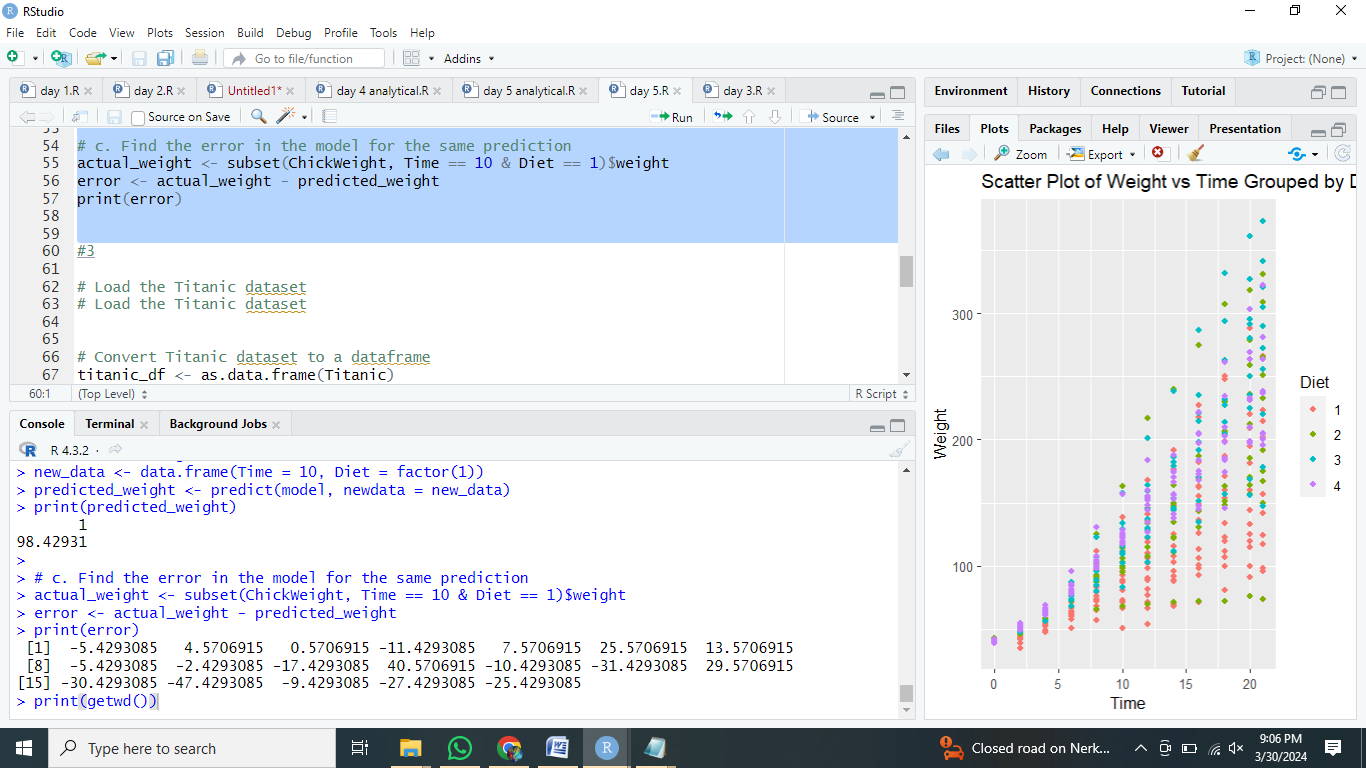 RStudio
File Edit Code View Plots Session Build Debug Profile Tools Help
Go to file/function Addins Project: (None)
day 1.R day 2.R Untitled1* day 4 analytical.R day 5 analytical.R day 5.R day 3.R
Source on Save Run Source
53
54 # c. Find the error in the model for the same prediction
55 actual_weight <- subset(ChickWeight, Time == 10 & Diet == 1)$weight
56 error <- actual_weight - predicted_weight
57 print(error)
58
59
60 #3
61
62 # Load the Titanic dataset
63 # Load the Titanic dataset
64
65
66 # Convert Titanic dataset to a dataframe
67 titanic_df <- as.data.frame(Titanic)
60:1 (Top Level) R Script
Console Terminal Background Jobs
R 4.3.2 ·
> new_data <- data.frame(Time = 10, Diet = factor(1))
> predicted_weight <- predict(model, newdata = new_data)
> print(predicted_weight)
1
98.42931
>
> # c. Find the error in the model for the same prediction
> actual_weight <- subset(ChickWeight, Time == 10 & Diet == 1)$weight
> error <- actual_weight - predicted_weight
> print(error)
[1] -5.4293085 4.5706915 0.5706915 -11.4293085 7.5706915 25.5706915 13.5706915
[8] -5.4293085 -2.4293085 -17.4293085 40.5706915 -10.4293085 -31.4293085 29.5706915
[15] -30.4293085 -47.4293085 -9.4293085 -27.4293085 -25.4293085
> print(getwd())
Environment History Connections Tutorial
Files Plots Packages Help Viewer Presentation
Zoom Export
Scatter Plot of Weight vs Time Grouped by D
Weight
300
200
100
0 5 10 15 20
Time
Diet
1
2
3
4
Type here to search
Closed road on Nerk...
9:06 PM
3/30/2024